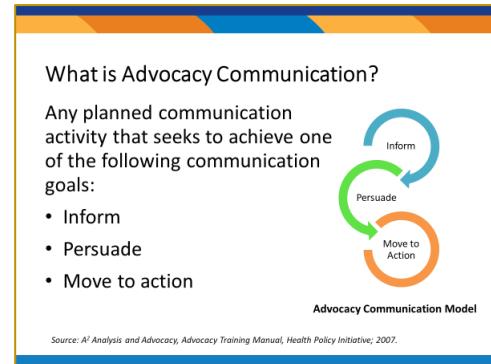 What is Advocacy Communication?
Any planned communication
activity that seeks to achieve one
of the following communication
goals:
• Inform
• Persuade
• Move to action
Inform
Persuade
Move to
Action
Advocacy Communication Model
Source: A² Analysis and Advocacy, Advocacy Training Manual, Health Policy Initiative; 2007.